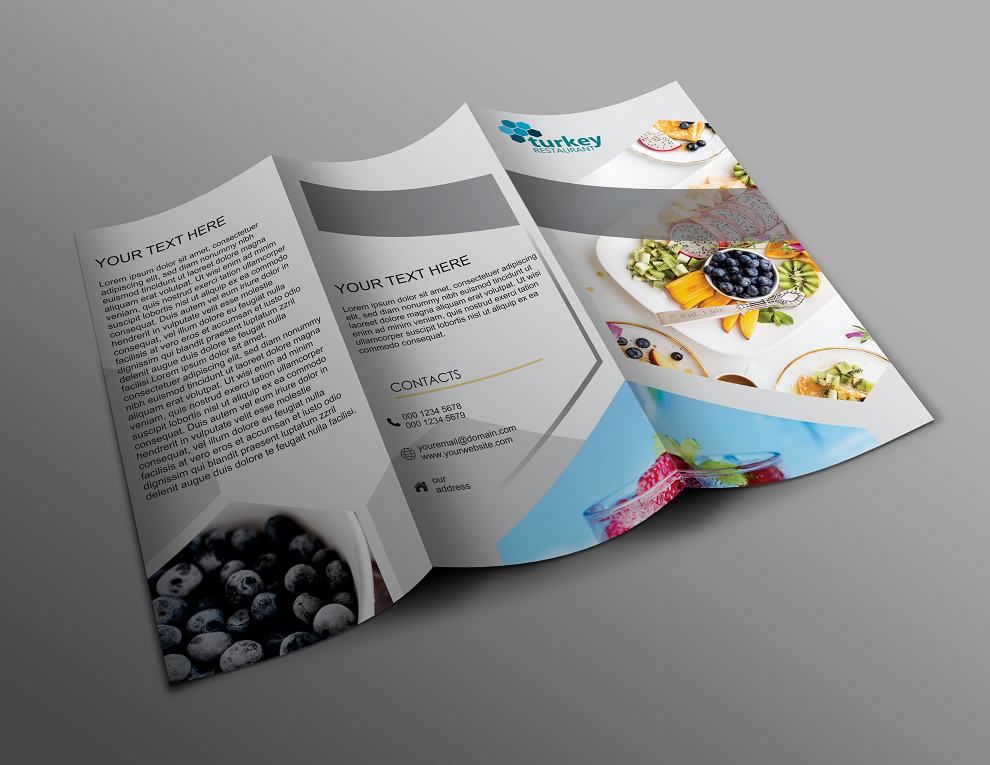 YOUR TEXT HERE
Lorem ipsum dolor sit amet, consectetuer
adipiscing elit, sed diam nonummy nibh
euismod tincidunt ut laoreet dolore magna
aliquam erat volutpat. Ut wisi enim ad minim
veniam, quis nostrud exerci tation ullamcorper
suscipit lobortis nisl ut aliquip ex ea commodo
consequat. Duis autem vel eum iriure dolor in
hendrerit in vulputate velit esse molestie
consequat, vel illum dolore eu feugiat nulla
facilisis at vero eros et accumsan et iusto odio
dignissim qui blandit praesent luptatum zzril
delenit augue duis dolore te feugait nulla
facilisi.Lorem ipsum dolor sit amet,
consectetuer adipiscing elit, sed diam nonummy
nibh euismod tincidunt ut laoreet dolore magna
aliquam erat volutpat. Ut wisi enim ad minim
veniam, quis nostrud exerci tation ullamcorper
suscipit lobortis nisl ut aliquip ex ea commodo
consequat. Duis autem vel eum iriure dolor in
hendrerit in vulputate velit esse molestie
consequat, vel illum dolore eu feugiat nulla
facilisis at vero eros et accumsan et iusto odio
dignissim qui blandit praesent luptatum zzril
delenit augue duis dolore te feugait nulla facilisi.
YOUR TEXT HERE
Lorem ipsum dolor sit amet, consectetuer adipiscing
elit, sed diam nonummy nibh euismod tincidunt ut
laoreet dolore magna aliquam erat volutpat. Ut wisi
enim ad minim veniam, quis nostrud exerci tation
ullamcorper suscipit lobortis nisl ut aliquip ex ea
commodo consequat.
CONTACTS
000 1234 5678
000 1234 5679
youremail@domain.com
www.yourwebsite.com
our
address
turkey
RESTAURANT